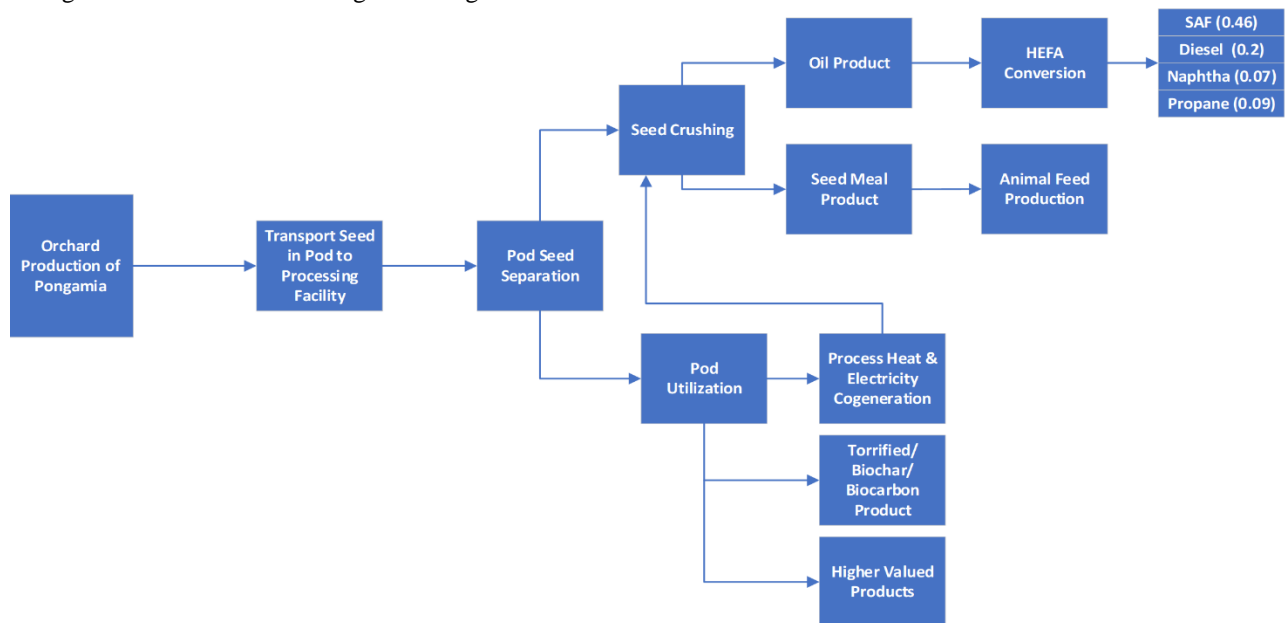 SAF (0.46)
Diesel (0.2)
Naphtha (0.07)
Propane (0.09)
Oil Product
HEFA
Conversion
Seed Crushing
Seed Meal
Product
Animal Feed
Production
Orchard
Production of
Pongamia
Transport Seed
in Pod to
Processing
Facility
Pod Seed
Separation
Pod
Utilization
Process Heat &
Electricity
Cogeneration
Torrified/
Biochar/
Biocarbon
Product
Higher Valued
Products